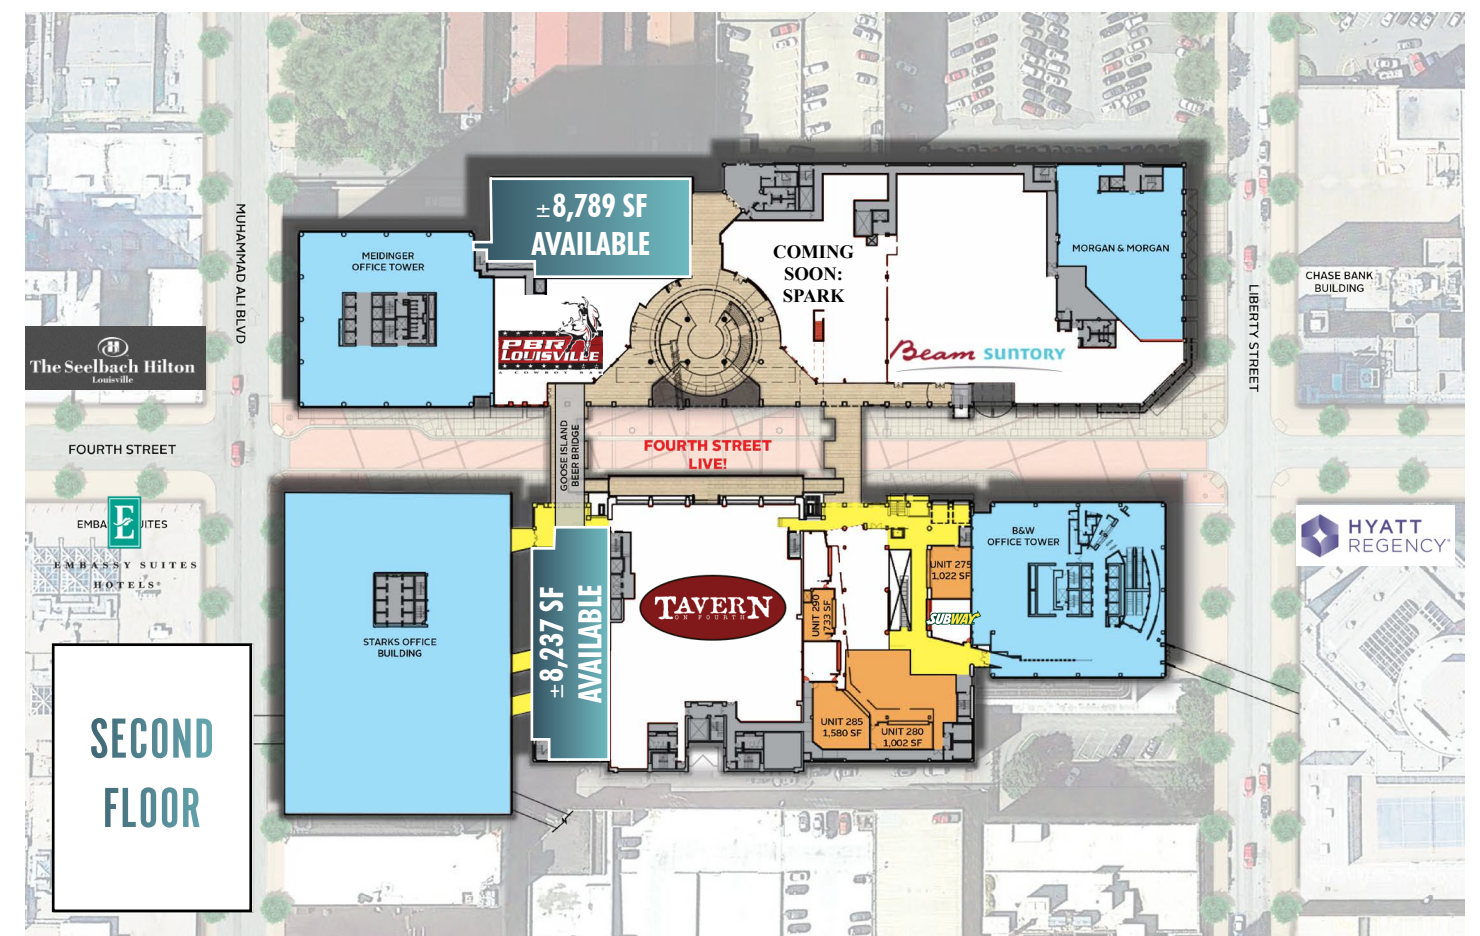 ±8,789 SF
AVAILABLE
MEIDINGER
OFFICE TOWER
COMING
SOON:
SPARK
MORGAN & MORGAN
CHASE BANK
BUILDING
MUHAMMAD ALI BLVD
LIBERTY STREET
PBR
LOUISVILLE
A COWBOY BAR
Beam SUNTORY
The Seelbach Hilton
Louisville
FOURTH STREET
GOOSE ISLAND
BEER BRIDGE
FOURTH STREET
LIVE!
E
EMBASSY SUITES
HOTELS
B&W
OFFICE TOWER
HYATT
REGENCY®
UNIT 275
1,022 SF
SUBWAY
UNIT 290
1,733 SF
TAVERN
ON FOURTH
±8,237 SF
AVAILABLE
STARKS OFFICE
BUILDING
UNIT 285
1,580 SF
UNIT 280
1,002 SF
SECOND
FLOOR